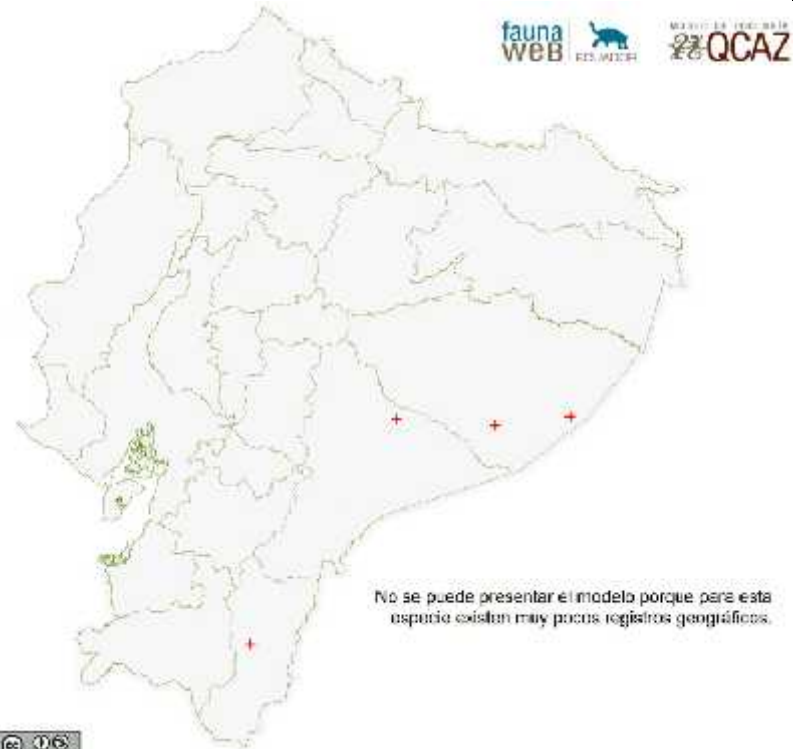 fauna
web
ECUADOR
QCAZ
No se puede presentar el modelo porque para esta
especie existen muy pocos registros geográficos.
cc